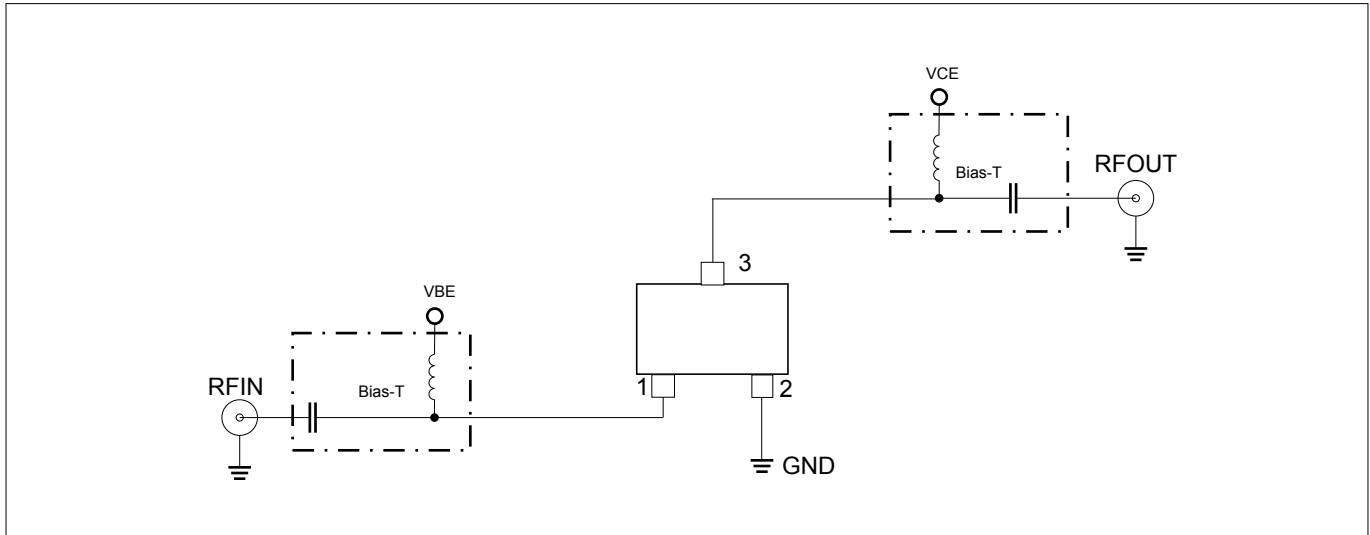 VCE
Bias-T
RFOUT
3
VBE
Bias-T
RFIN
1
2
GND